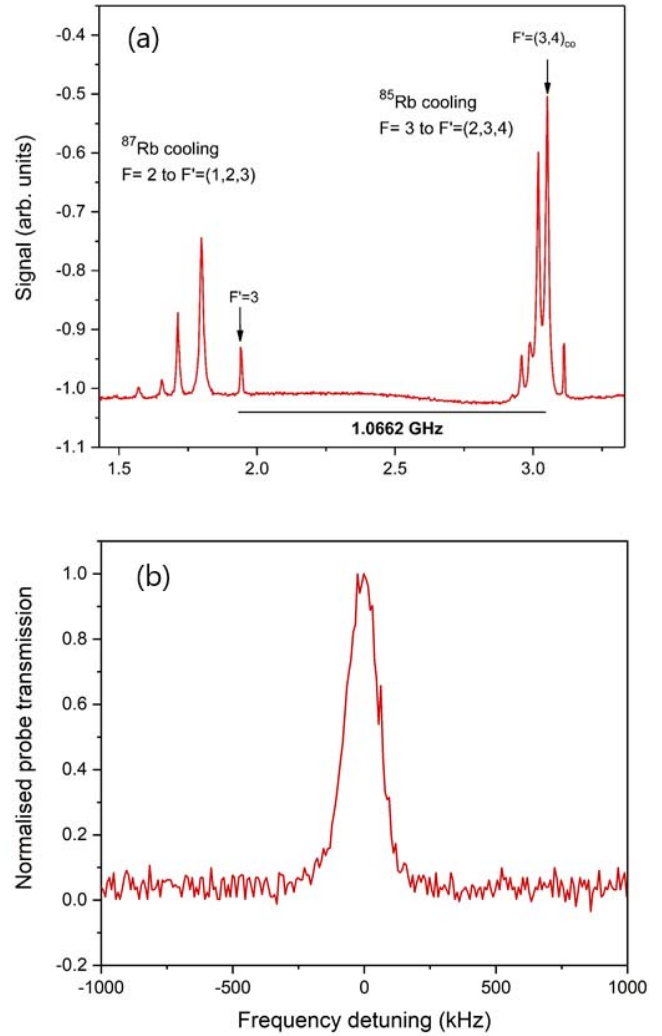 (a)
F'=(3,4)co
⁸⁵Rb cooling
F= 3 to F'=(2,3,4)
⁸⁷Rb cooling
F= 2 to F'=(1,2,3)
F'=3
1.0662 GHz
Signal (arb. units)
-0.4
-0.5
-0.6
-0.7
-0.8
-0.9
-1.0
-1.1
1.5 2.0 2.5 3.0
(b)
Normalised probe transmission
1.0
0.8
0.6
0.4
0.2
0.0
-0.2
-1000 -500 0 500 1000
Frequency detuning (kHz)